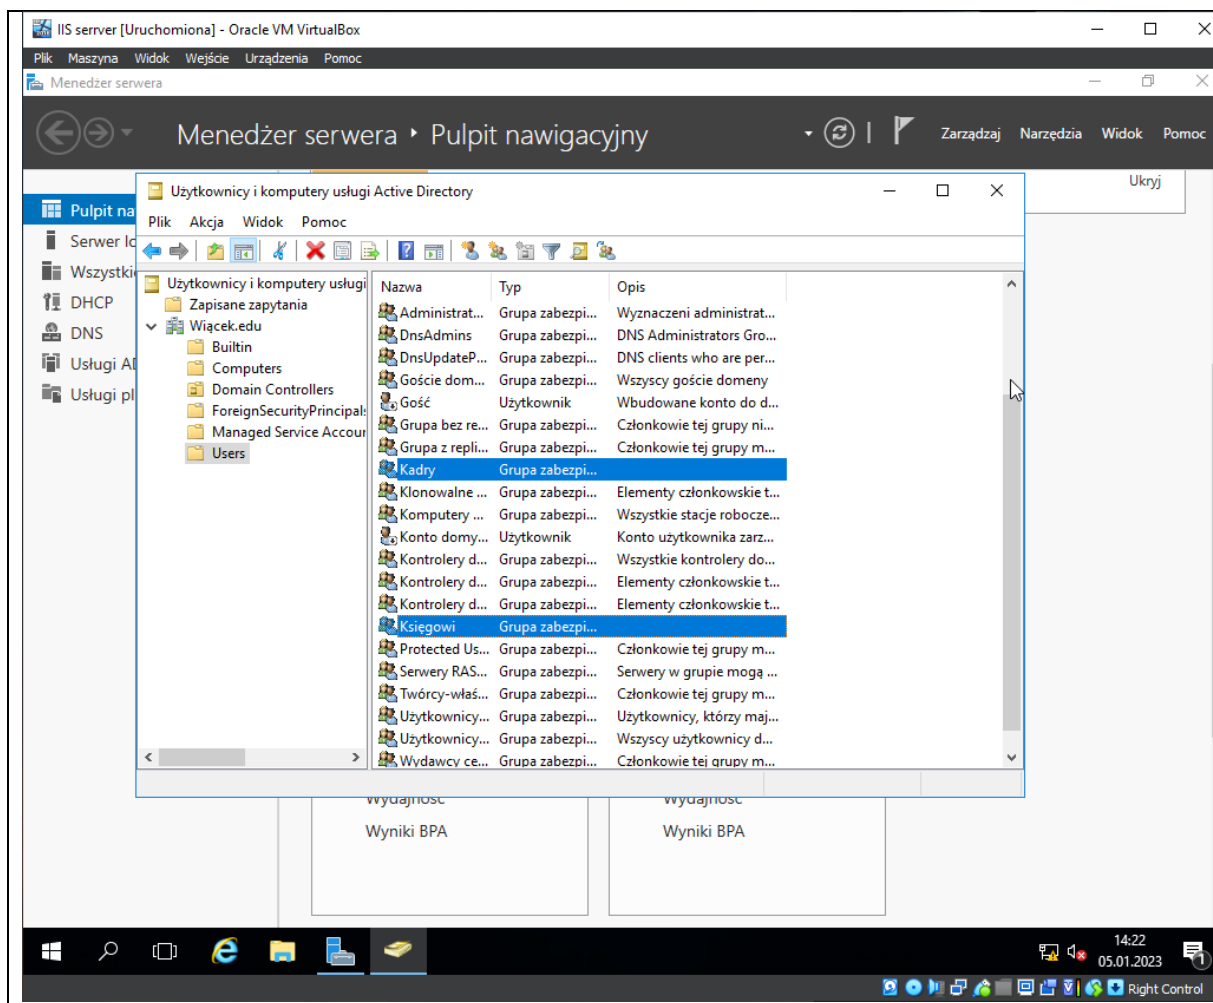 IIS serrver [Uruchomiona] - Oracle VM VirtualBox
Plik Maszyna Widok Wejście Urządzenia Pomoc
Menedżer serwera
Menedżer serwera Pulpit nawigacyjny Zarządzaj Narzędzia Widok Pomoc
Ukryj
Pulpit na
Serwer lo
Wszystki
DHCP
DNS
Usługi AD
Usługi pl
Użytkownicy i komputery usługi Active Directory
Plik Akcja Widok Pomoc
Użytkownicy i komputery usługi
Zapisane zapytania
Wiącek.edu
Builtin
Computers
Domain Controllers
ForeignSecurityPrincipals
Managed Service Accour
Users
Nazwa Typ Opis
Administrat... Grupa zabezpi... Wyznaczeni administrat...
DnsAdmins Grupa zabezpi... DNS Administrators Gro...
DnsUpdateP... Grupa zabezpi... DNS clients who are per...
Goście dom... Grupa zabezpi... Wszyscy goście domeny
Gość Użytkownik Wbudowane konto do d...
Grupa bez re... Grupa zabezpi... Członkowie tej grupy ni...
Grupa z repli... Grupa zabezpi... Członkowie tej grupy m...
Kadry Grupa zabezpi...
Klonowalne ... Grupa zabezpi... Elementy członkowskie t...
Komputery ... Grupa zabezpi... Wszystkie stacje robocze...
Konto domy... Użytkownik Konto użytkownika zarz...
Kontrolery d... Grupa zabezpi... Wszystkie kontrolery do...
Kontrolery d... Grupa zabezpi... Elementy członkowskie t...
Kontrolery d... Grupa zabezpi... Elementy członkowskie t...
Księgowi Grupa zabezpi...
Protected Us... Grupa zabezpi... Członkowie tej grupy m...
Serwery RAS... Grupa zabezpi... Serwery w grupie mogą ...
Twórcy-właś... Grupa zabezpi... Członkowie tej grupy m...
Użytkownicy... Grupa zabezpi... Użytkownicy, którzy maj...
Użytkownicy... Grupa zabezpi... Wszyscy użytkownicy d...
Wydawcy ce... Grupa zabezpi... Członkowie tej grupy m...
Wydajność Wydajność
Wyniki BPA Wyniki BPA
14:22
05.01.2023
1
Right Control